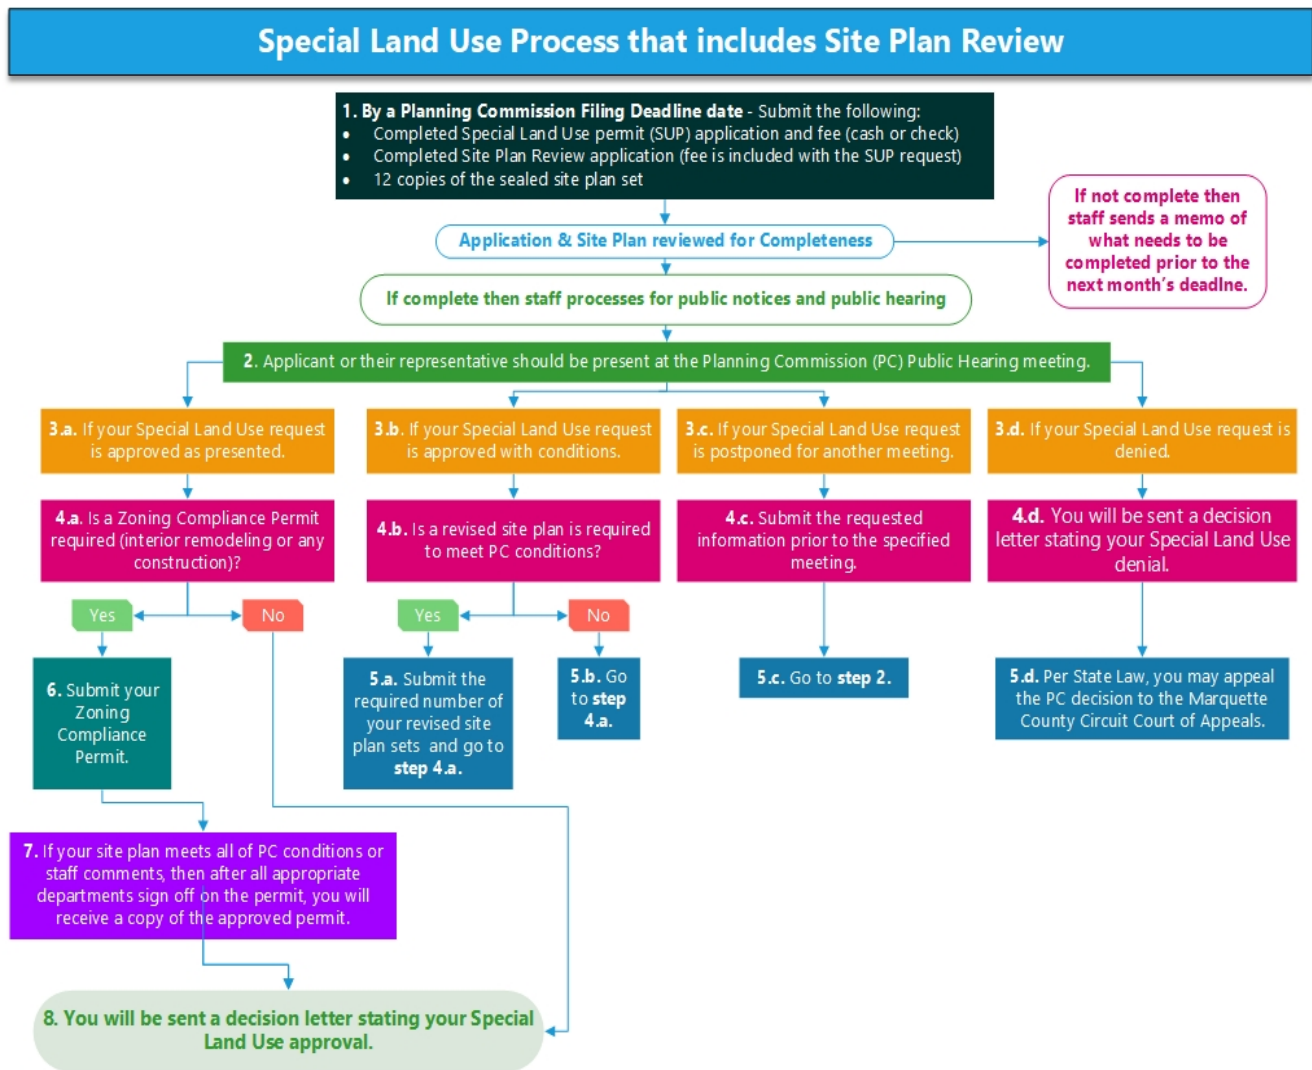 Special Land Use Process that includes Site Plan Review
1. By a Planning Commission Filing Deadline date - Submit the following:
• Completed Special Land Use permit (SUP) application and fee (cash or check)
• Completed Site Plan Review application (fee is included with the SUP request)
• 12 copies of the sealed site plan set
If not complete then
staff sends a memo of
what needs to be
completed prior to the
next month's deadlne.
Application & Site Plan reviewed for Completeness
If complete then staff processes for public notices and public hearing
2. Applicant or their representative should be present at the Planning Commission (PC) Public Hearing meeting.
3.a. If your Special Land Use request
is approved as presented.
3.b. If your Special Land Use request
is approved with conditions.
3.c. If your Special Land Use request
is postponed for another meeting.
3.d. If your Special Land Use request is
denied.
4.a. Is a Zoning Compliance Permit
required (interior remodeling or any
construction)?
4.b. Is a revised site plan is required
to meet PC conditions?
4.c. Submit the requested
information prior to the specified
meeting.
4.d. You will be sent a decision
letter stating your Special Land Use
denial.
Yes
No
Yes
No
6. Submit your
Zoning
Compliance
Permit.
5.a. Submit the
required number of
your revised site
plan sets and go to
step 4.a.
5.b. Go
to step
4.a.
5.c. Go to step 2.
5.d. Per State Law, you may appeal
the PC decision to the Marquette
County Circuit Court of Appeals.
7. If your site plan meets all of PC conditions or
staff comments, then after all appropriate
departments sign off on the permit, you will
receive a copy of the approved permit.
8. You will be sent a decision letter stating your Special
Land Use approval.